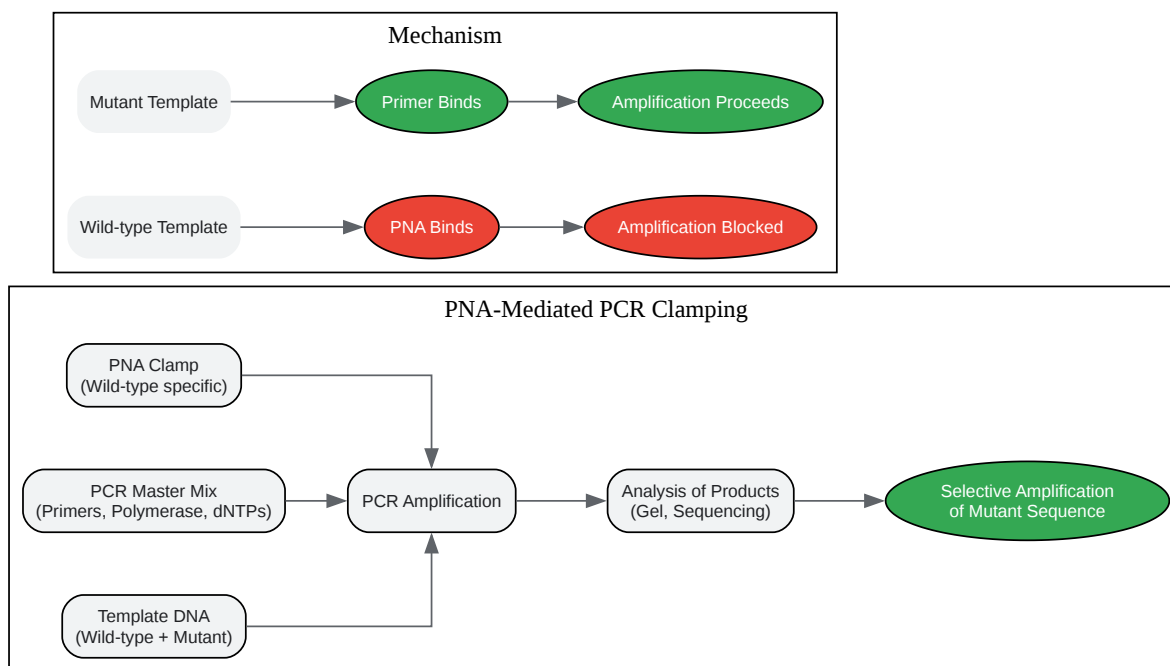 Mechanism
Mutant Template
Primer Binds
Amplification Proceeds
Wild-type Template
PNA Binds
Amplification Blocked
PNA-Mediated PCR Clamping
PNA Clamp
(Wild-type specific)
PCR Master Mix
(Primers, Polymerase, dNTPs)
PCR Amplification
Analysis of Products
(Gel, Sequencing)
Selective Amplification
of Mutant Sequence
Template DNA
(Wild-type + Mutant)